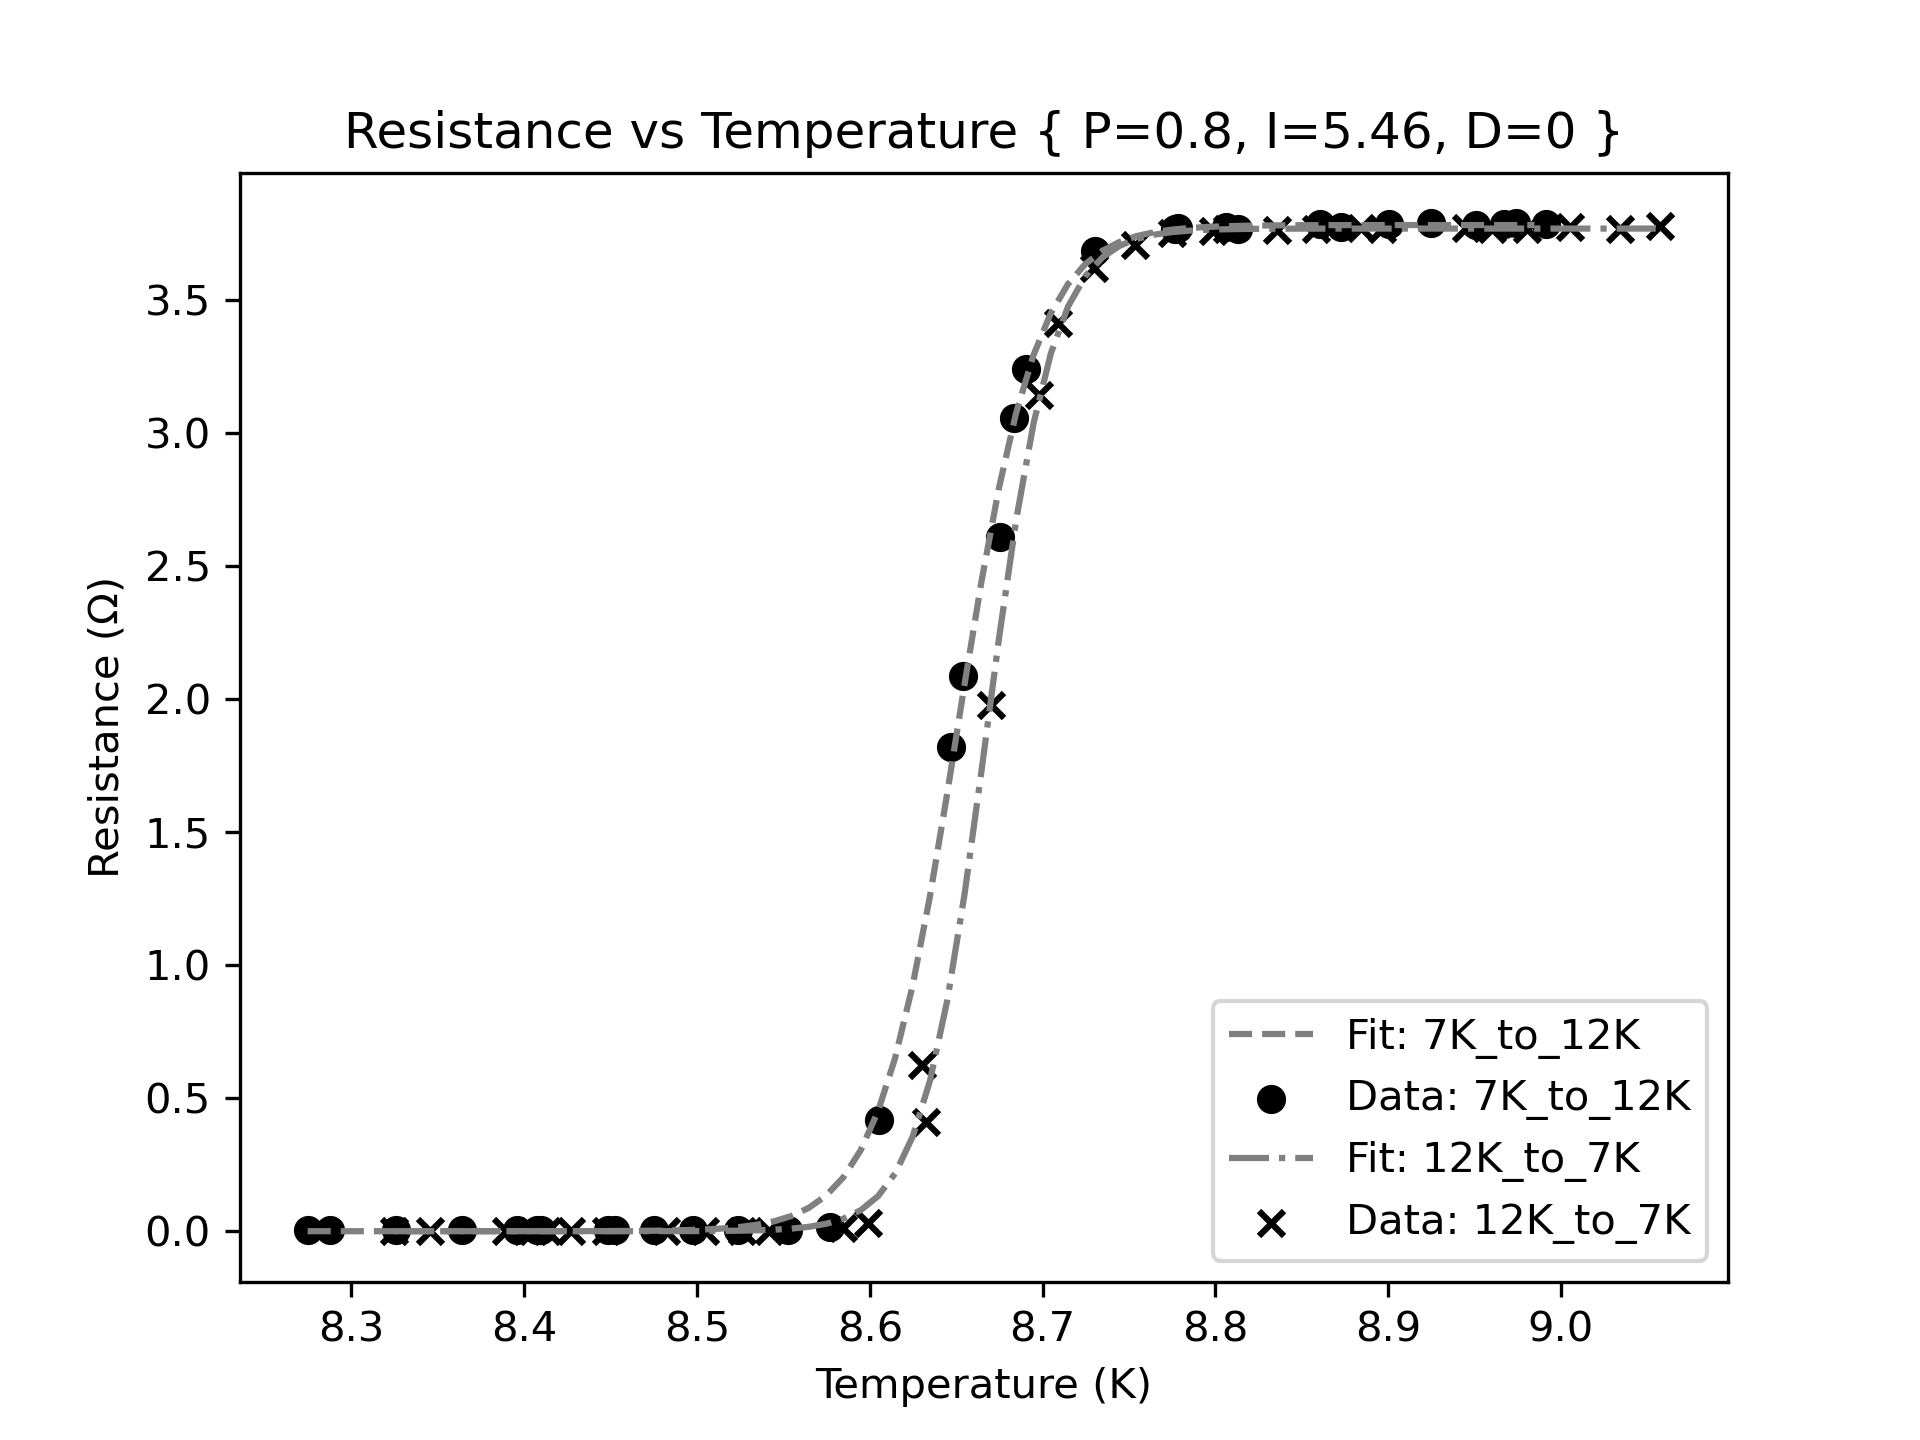 Resistance vs Temperature { P=0.8, I=5.46, D=0 }
Resistance (Ω)
3.5
3.0
2.5
2.0
1.5
1.0
0.5
0.0
Fit: 7K_to_12K
Data: 7K_to_12K
Fit: 12K_to_7K
Data: 12K_to_7K
8.3 8.4 8.5 8.6 8.7 8.8 8.9 9.0
Temperature (K)